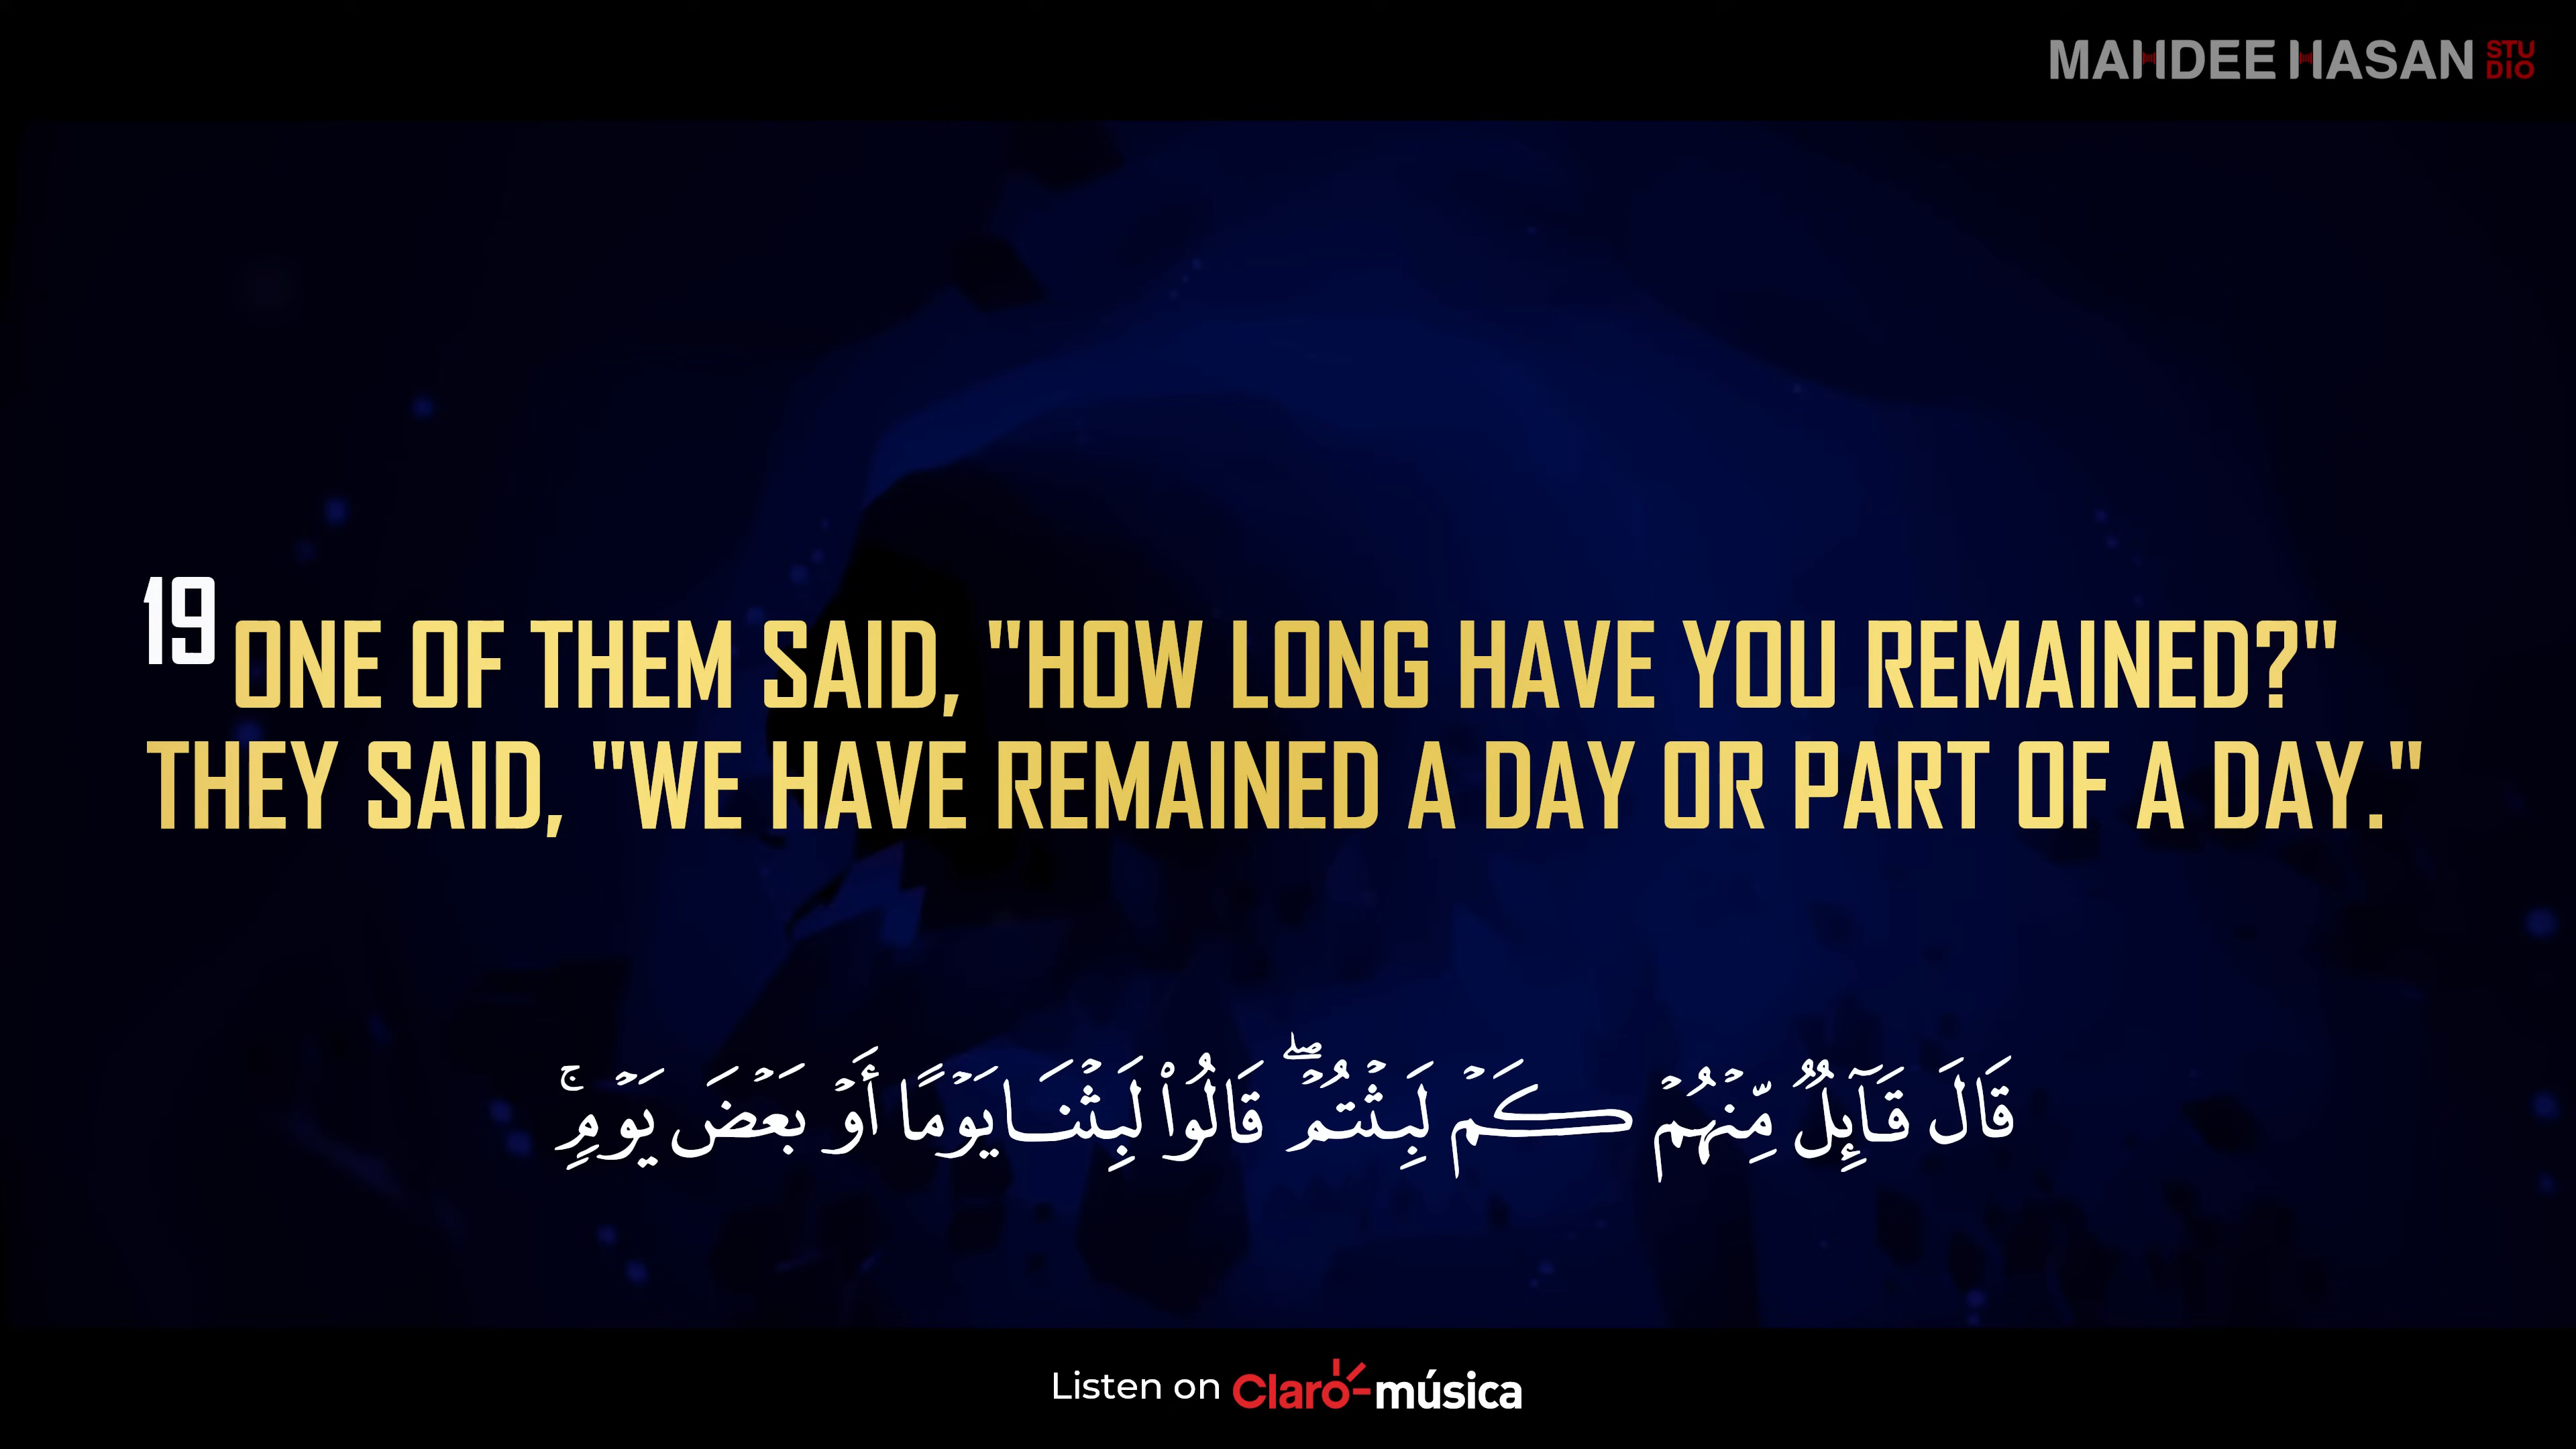 MAHDEE HASAN STUDIO
19 ONE OF THEM SAID, "HOW LONG HAVE YOU REMAINED?"
THEY SAID, "WE HAVE REMAINED A DAY OR PART OF A DAY."
قَالَ قَآئِلٌ مِّنۡهُمۡ كَمۡ لَبِثۡتُمۡۖ قَالُواْ لَبِثۡنَا يَوۡمًا أَوۡ بَعۡضَ يَوۡمٖۚ
Listen on Claro música